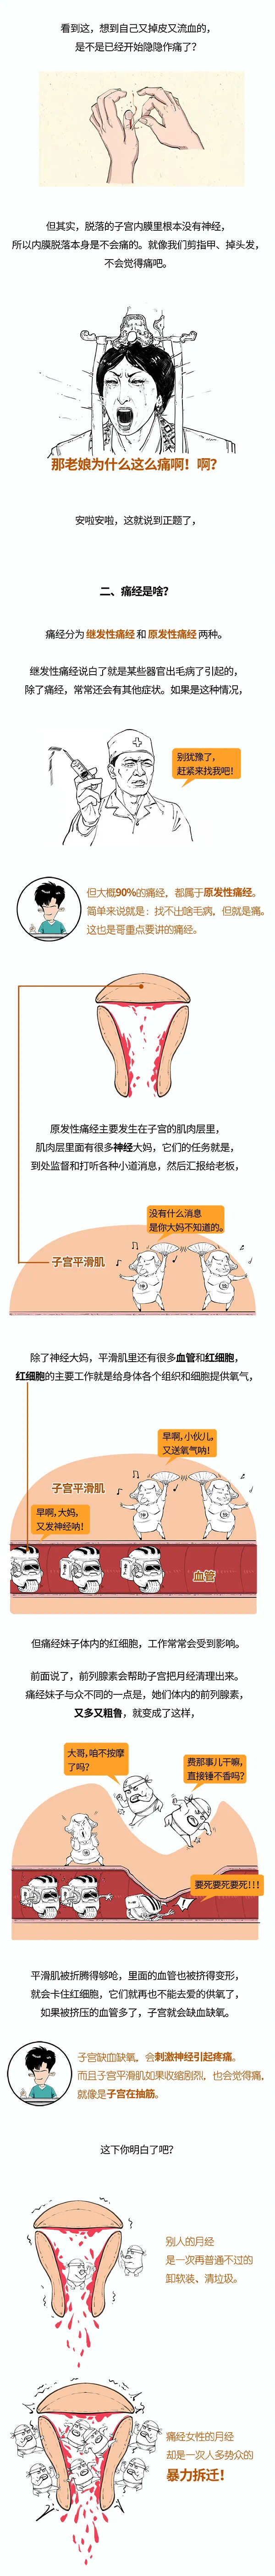 看到这，想到自己又掉皮又流血的，
是不是已经开始隐隐作痛了？
但其实，脱落的子宫内膜里根本没有神经，
所以内膜脱落本身是不会痛的。就像我们剪指甲、掉头发，
不会觉得痛吧。
那老娘为什么这么痛啊！啊？
安啦安啦，这就说到正题了，
二、痛经是啥？
痛经分为 继发性痛经 和 原发性痛经 两种。
继发性痛经说白了就是某些器官出毛病了引起的，
除了痛经，常常还会有其他症状。如果是这种情况，
别犹豫了，
赶紧来找我吧！
但大概90%的痛经，都属于原发性痛经。
简单来说就是：找不出啥毛病，但就是痛。
这也是哥重点要讲的痛经。
原发性痛经主要发生在子宫的肌肉层里，
肌肉层里面有很多神经大妈，它们的任务就是，
到处监督和打听各种小道消息，然后汇报给老板，
没有什么消息
是你大妈不知道的。
子宫平滑肌
除了神经大妈，平滑肌里还有很多血管和红细胞，
红细胞的主要工作就是给身体各个组织和细胞提供氧气，
早啊，小伙儿，
又送氧气呐！
子宫平滑肌
早啊，大妈，
又发神经呐！
血管
但痛经妹子体内的红细胞，工作常常会受到影响。
前面说了，前列腺素会帮助子宫把月经清理出来。
痛经妹子与众不同的一点是，她们体内的前列腺素，
又多又粗鲁，就变成了这样，
大哥，咱不按摩
了吗？
费那事儿干嘛，
直接锤不香吗？
要死要死要死！！！
平滑肌被折腾得够呛，里面的血管也被挤得变形，
就会卡住红细胞，它们就再也不能去爱的供氧了，
如果被挤压的血管多了，子宫就会缺血缺氧。
子宫缺血缺氧，会刺激神经引起疼痛。
而且子宫平滑肌如果收缩剧烈，也会觉得痛，
就像是子宫在抽筋。
这下你明白了吧？
别人的月经
是一次再普通不过的
卸软装、清垃圾。
痛经女性的月经
却是一次人多势众的
暴力拆迁！